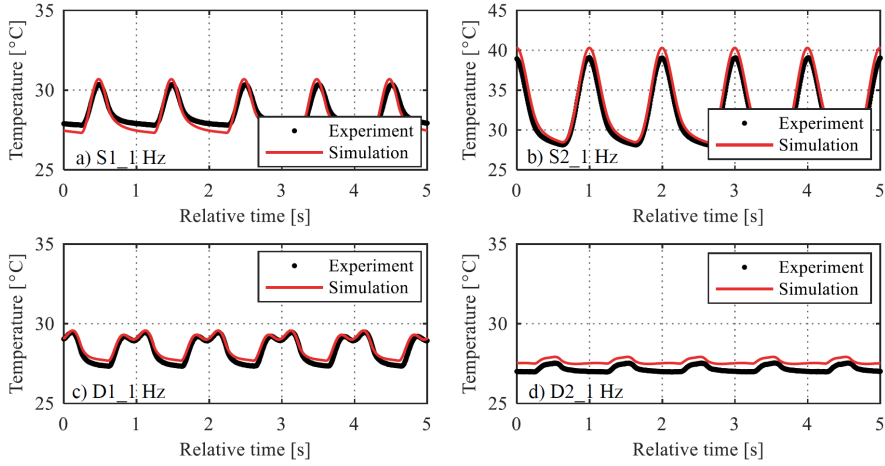 Temperature [°C]
35
30
25
Experiment
Simulation
a) S1_1 Hz
0 1 2 3 4 5
Relative time [s]
Temperature [°C]
45
40
35
30
25
Experiment
Simulation
b) S2_1 Hz
0 1 2 3 4 5
Relative time [s]
Temperature [°C]
35
30
25
Experiment
Simulation
c) D1_1 Hz
0 1 2 3 4 5
Relative time [s]
Temperature [°C]
35
30
25
Experiment
Simulation
d) D2_1 Hz
0 1 2 3 4 5
Relative time [s]